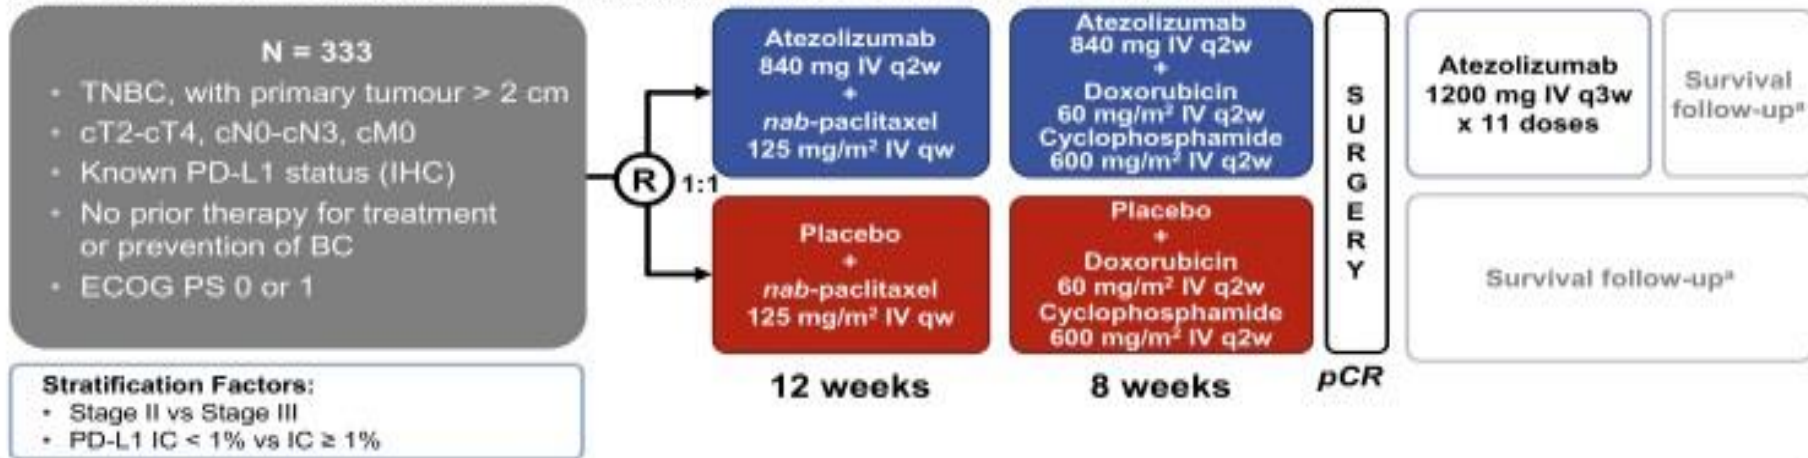 N = 333
• TNBC, with primary tumour > 2 cm
• cT2-cT4, cN0-cN3, cM0
• Known PD-L1 status (IHC)
• No prior therapy for treatment
or prevention of BC
• ECOG PS 0 or 1
Stratification Factors:
• Stage II vs Stage III
• PD-L1 IC < 1% vs IC ≥ 1%
R 1:1
Atezolizumab
840 mg IV q2w
+
nab-paclitaxel
125 mg/m² IV qw
Atezolizumab
840 mg IV q2w
+
Doxorubicin
60 mg/m² IV q2w
Cyclophosphamide
600 mg/m² IV q2w
Placebo
+
nab-paclitaxel
125 mg/m² IV qw
Placebo
+
Doxorubicin
60 mg/m² IV q2w
Cyclophosphamide
600 mg/m² IV q2w
12 weeks
8 weeks
SURGERY
pCR
Atezolizumab
1200 mg IV q3w
x 11 doses
Survival
follow-upª
Survival follow-upª